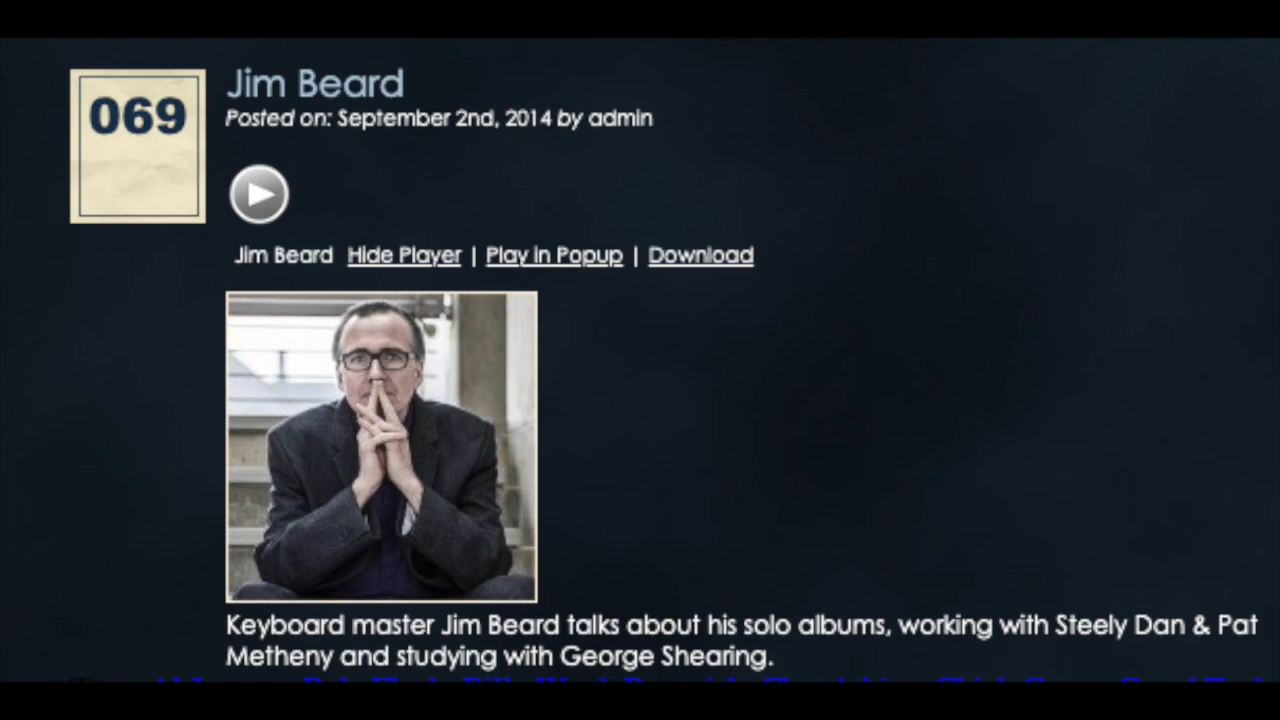 069
Jim Beard
Posted on: September 2nd, 2014 by admin
Jim Beard Hide Player | Play in Popup | Download
Keyboard master Jim Beard talks about his solo albums, working with Steely Dan & Pat
Metheny and studying with George Shearing.